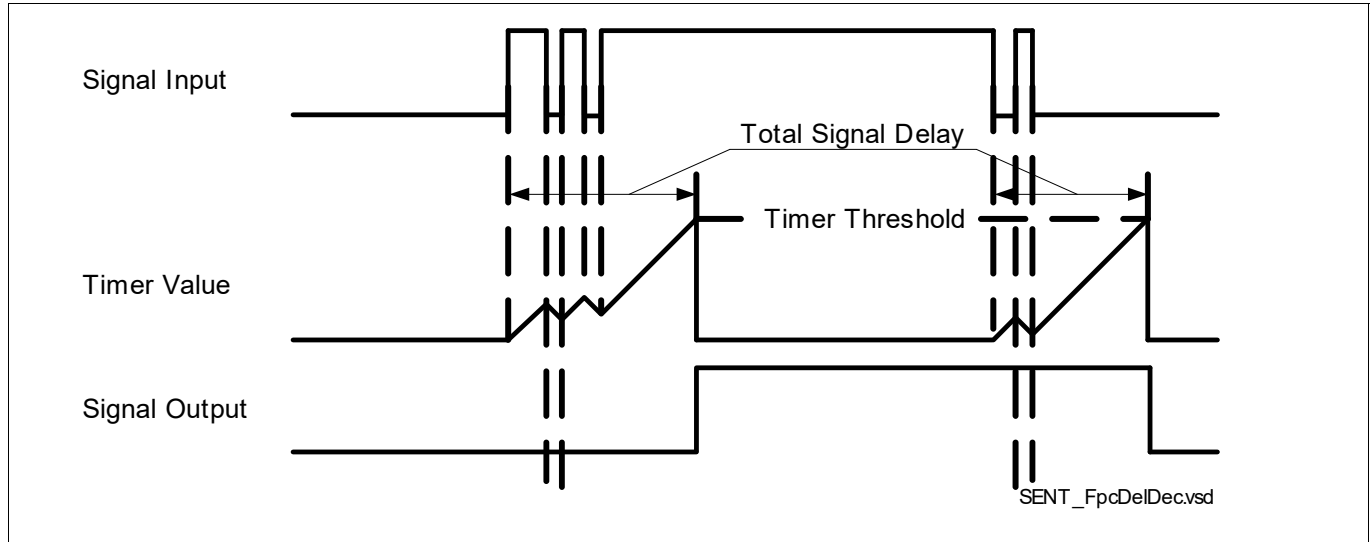 Signal Input
Total Signal Delay
Timer Threshold
Timer Value
Signal Output
SENT_FpcDelDec.vsd